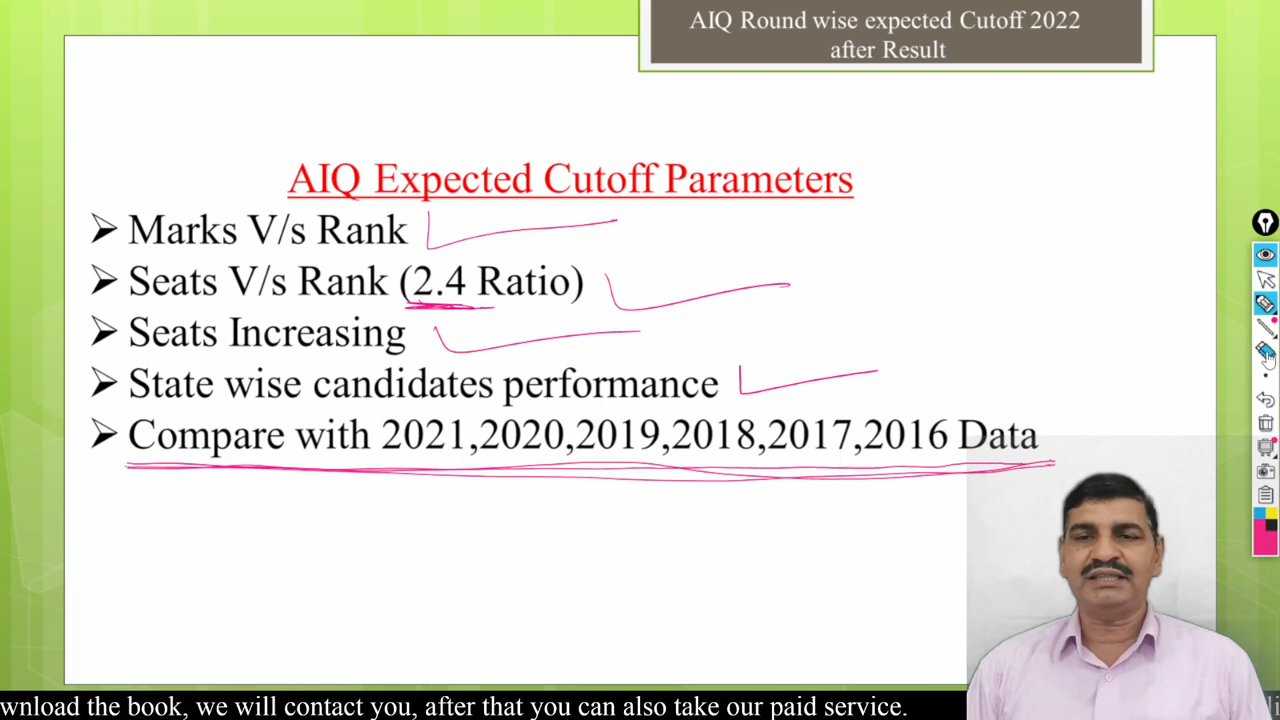 AIQ Round wise expected Cutoff 2022
after Result
AIQ Expected Cutoff Parameters
➤ Marks V/s Rank
➤ Seats V/s Rank (2.4 Ratio)
➤ Seats Increasing
➤ State wise candidates performance
➤ Compare with 2021,2020,2019,2018,2017,2016 Data
wnload the book, we will contact you, after that you can also take our paid service.